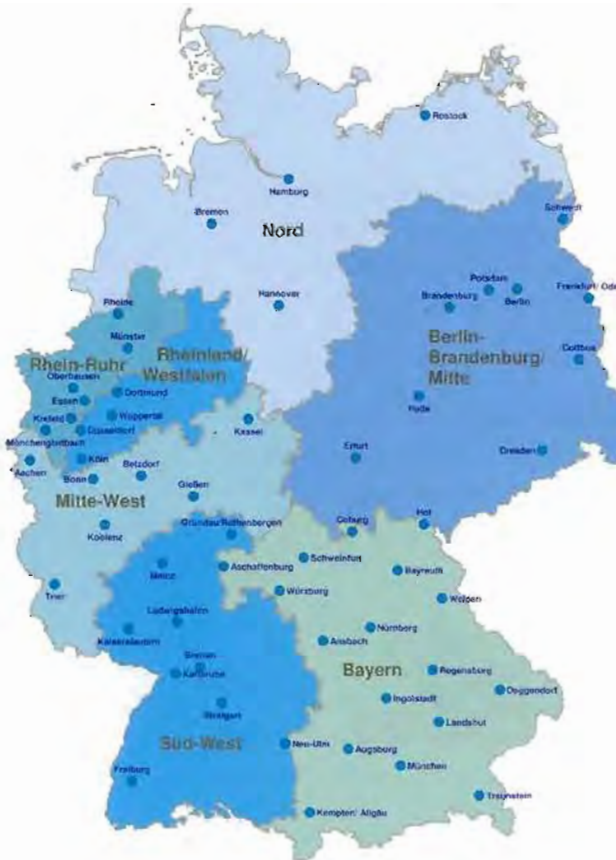 Rostock
Hamburg
Schwedt
Bremen
Nord
Potsdam
Hannover
Brandenburg
Berlin
Frankfurt/ Oder
Rheine
Münster
Rheinland/
Westfalen
Rhein-Ruhr
Berlin-
Brandenburg/
Mitte
Cottbus
Oberhausen
Essen
Dortmund
Krefeld
Wuppertal
Düsseldorf
Mönchengladbach
Kassel
Halle
Aachen
Köln
Erfurt
Dresden
Bonn
Betzdorf
Gießen
Mitte-West
Koblenz
Gründau/Rothenbergen
Coburg
Hof
Mainz
Aschaffenburg
Schweinfurt
Bayreuth
Trier
Würzburg
Weiden
Ludwigshafen
Kaiserslautern
Nürnberg
Ansbach
Bretten
Karlsruhe
Bayern
Regensburg
Deggendorf
Ingolstadt
Stuttgart
Landshut
Süd-West
Neu-Ulm
Augsburg
München
Freiburg
Traunstein
Kempten/ Allgäu